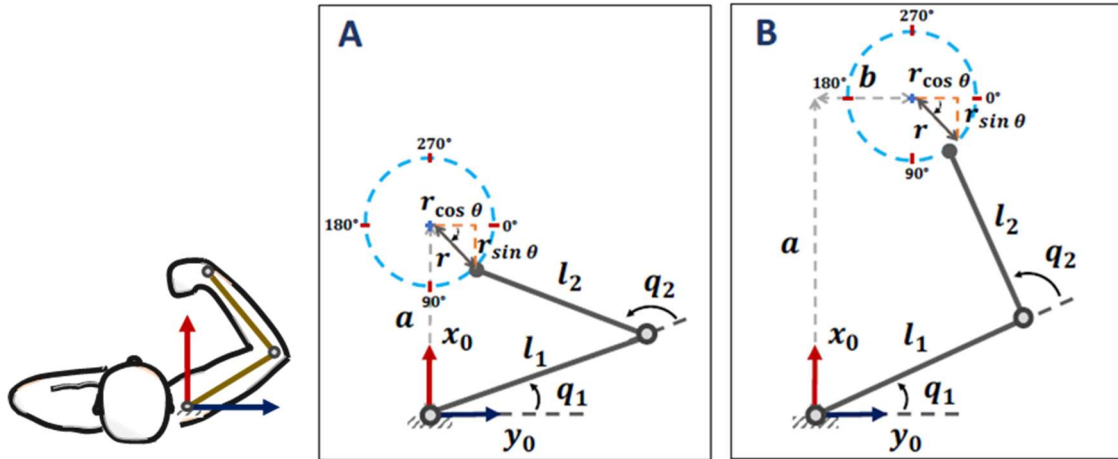 A
270°
r cos θ
180°
0°
r
r sin θ
90°
a
l₂
q₂
x₀
l₁
q₁
y₀
B
270°
b
r cos θ
180°
0°
r
r sin θ
90°
a
l₂
q₂
x₀
l₁
q₁
y₀